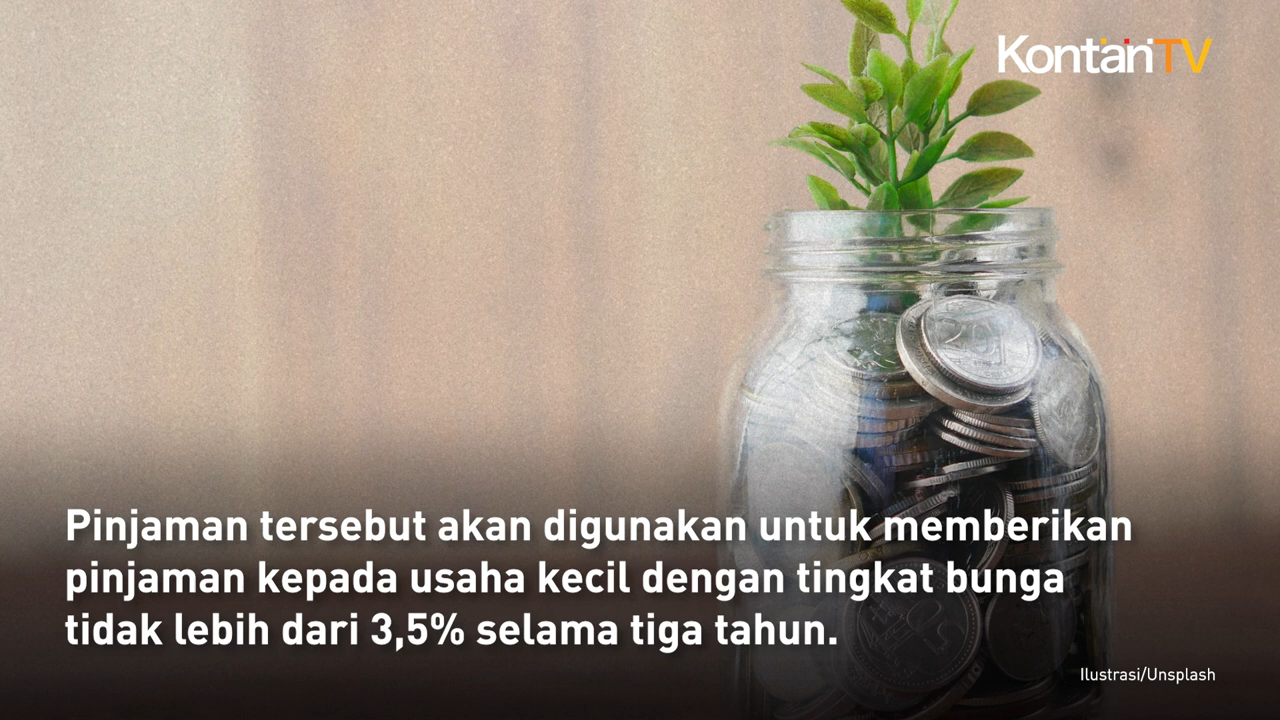 KontanTV
Pinjaman tersebut akan digunakan untuk memberikan
pinjaman kepada usaha kecil dengan tingkat bunga
tidak lebih dari 3,5% selama tiga tahun.
Ilustrasi/Unsplash